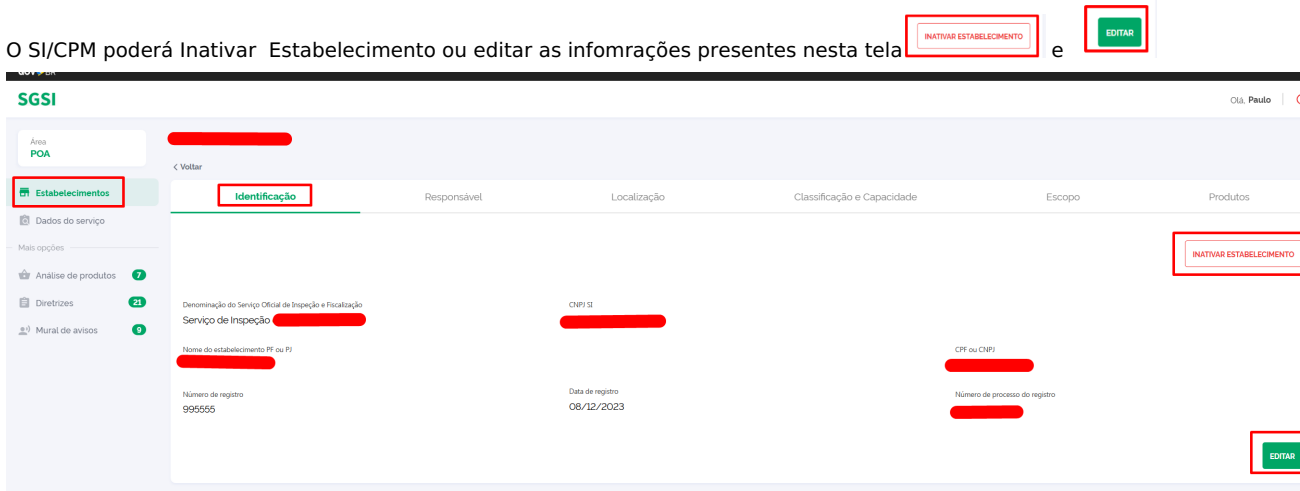 O SI/CPM poderá Inativar Estabelecimento ou editar as infomrações presentes nesta tela INATIVAR ESTABELECIMENTO e EDITAR
SGSI
Olá, Paulo
Área
POA
< Voltar
Estabelecimentos
Dados do serviço
Mais opções
Análise de produtos 7
Diretrizes 21
Mural de avisos 9
Identificação Responsável Localização Classificação e Capacidade Escopo Produtos
INATIVAR ESTABELECIMENTO
Denominação do Serviço Oficial de Inspeção e Fiscalização CNPJ SI
Serviço de Inspeção
Nome do estabelecimento PF ou PJ CPF ou CNPJ
Número de registro Data de registro Número de processo do registro
995555 08/12/2023
EDITAR